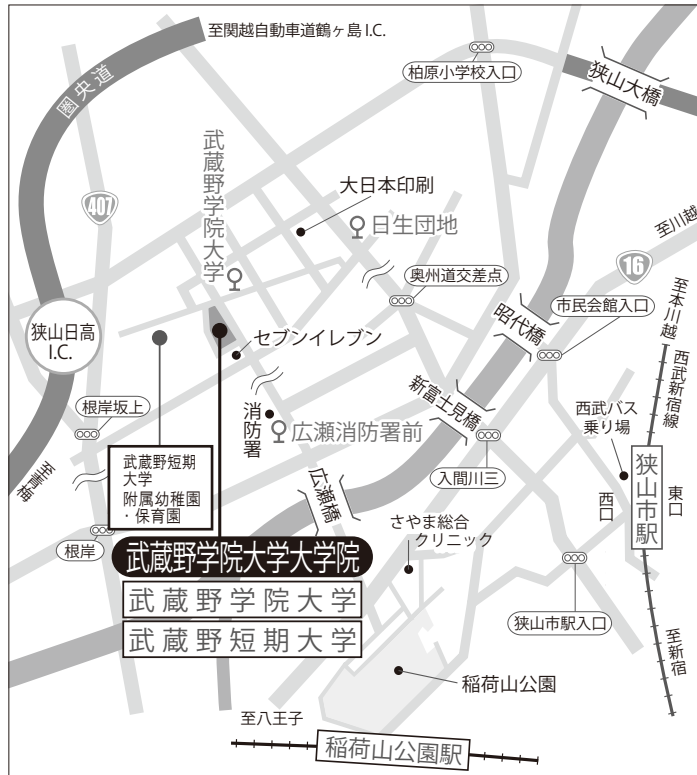 至関越自動車道鶴ヶ島I.C.
圏央道
柏原小学校入口
狭山大橋
武蔵野学院大学
大日本印刷
407
日生団地
至川越
16
奥州道交差点
至本川越
市民会館入口
昭代橋
狭山日高
I.C.
セブンイレブン
西武新宿線
新富士見橋
根岸坂上
消防署
広瀬消防署前
西武バス
乗り場
入間川三
至青梅
武蔵野短期
大学
附属幼稚園
・保育園
広瀬橋
狭山市駅
東口
西口
さやま総合
クリニック
根岸
武蔵野学院大学大学院
武蔵野学院大学
武蔵野短期大学
狭山市駅入口
至新宿
稲荷山公園
至八王子
稲荷山公園駅